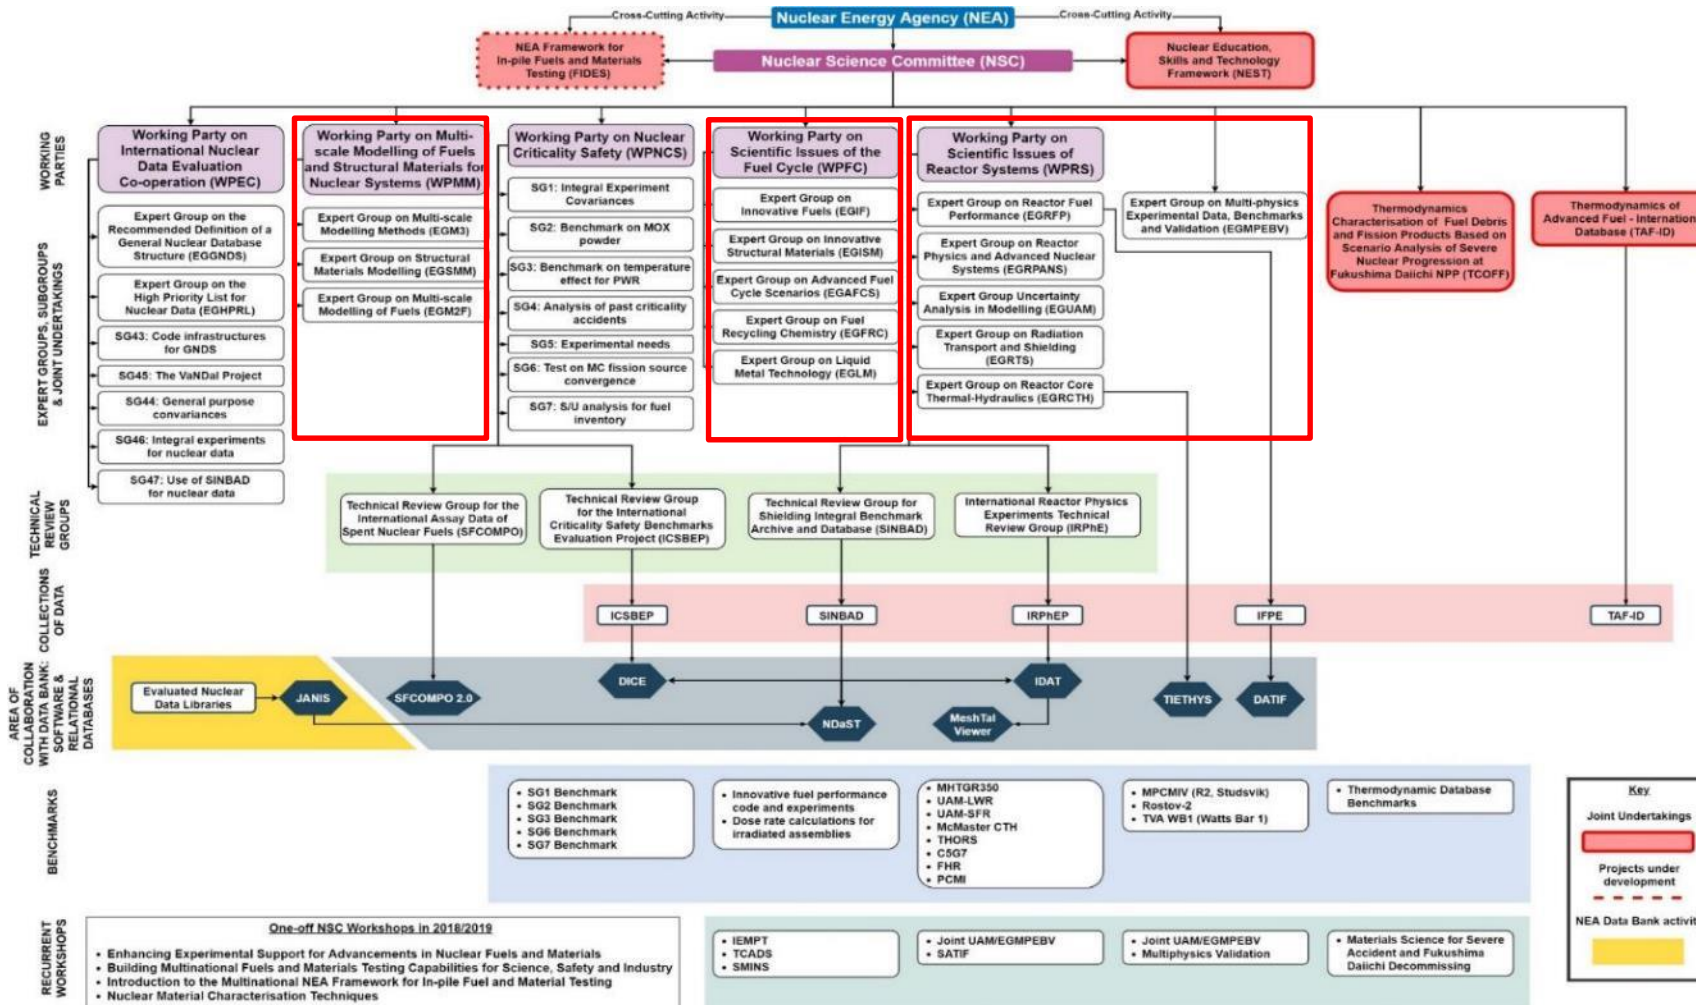 Cross-Cutting Activity
Nuclear Energy Agency (NEA)
Cross-Cutting Activity
NEA Framework for
In-pile Fuels and Materials
Testing (FIDES)
Nuclear Science Committee (NSC)
Nuclear Education,
Skills and Technology
Framework (NEST)
WORKING
PARTIES
Working Party on
International Nuclear
Data Evaluation
Co-operation (WPEC)
Working Party on Multi-
scale Modelling of Fuels
and Structural Materials for
Nuclear Systems (WPMM)
Working Party on Nuclear
Criticality Safety (WPNCS)
Working Party on
Scientific Issues of the
Fuel Cycle (WPFC)
Working Party on
Scientific Issues of
Reactor Systems (WPRS)
EXPERT GROUPS, SUBGROUPS
& JOINT UNDERTAKINGS
Expert Group on the
Recommended Definition of a
General Nuclear Database
Structure (EGGNDS)
Expert Group on the
High Priority List for
Nuclear Data (EGHPRL)
SG43: Code infrastructures
for GNDS
SG45: The VaNDal Project
SG44: General purpose
convariances
SG46: Integral experiments
for nuclear data
SG47: Use of SINBAD
for nuclear data
Expert Group on Multi-scale
Modelling Methods (EGM3)
Expert Group on Structural
Materials Modelling (EGSMM)
Expert Group on Multi-scale
Modelling of Fuels (EGM2F)
SG1: Integral Experiment
Covariances
SG2: Benchmark on MOX
powder
SG3: Benchmark on temperature
effect for PWR
SG4: Analysis of past criticality
accidents
SG5: Experimental needs
SG6: Test on MC fission source
convergence
SG7: S/U analysis for fuel
inventory
Expert Group on
Innovative Fuels (EGIF)
Expert Group on Innovative
Structural Materials (EGISM)
Expert Group on Advanced Fuel
Cycle Scenarios (EGAFCS)
Expert Group on Fuel
Recycling Chemistry (EGFRC)
Expert Group on Liquid
Metal Technology (EGLM)
Expert Group on Reactor Fuel
Performance (EGRFP)
Expert Group on Reactor
Physics and Advanced Nuclear
Systems (EGRPANS)
Expert Group Uncertainty
Analysis in Modelling (EGUAM)
Expert Group on Radiation
Transport and Shielding
(EGRTS)
Expert Group on Reactor Core
Thermal-Hydraulics (EGRCTH)
Expert Group on Multi-physics
Experimental Data, Benchmarks
and Validation (EGMPEBV)
Thermodynamics
Characterisation of Fuel Debris
and Fission Products Based on
Scenario Analysis of Severe
Nuclear Progression at
Fukushima Daiichi NPP (TCOFF)
Thermodynamics of
Advanced Fuel - Internation
Database (TAF-ID)
TECHNICAL
REVIEW
GROUPS
Technical Review Group for the
International Assay Data of
Spent Nuclear Fuels (SFCOMPO)
Technical Review Group
for the International
Criticality Safety Benchmarks
Evaluation Project (ICSBEP)
Technical Review Group for
Shielding Integral Benchmark
Archive and Database (SINBAD)
International Reactor Physics
Experiments Technical
Review Group (IRPhE)
COLLECTIONS
OF DATA
ICSBEP
SINBAD
IRPhEP
IFPE
TAF-ID
AREA OF
COLLABORATION
WITH DATA BANK:
SOFTWARE &
RELATIONAL
DATABASES
Evaluated Nuclear
Data Libraries
JANIS
SFCOMPO 2.0
DICE
NDaST
IDAT
MeshTal
Viewer
TIETHYS
DATIF
BENCHMARKS
• SG1 Benchmark
• SG2 Benchmark
• SG3 Benchmark
• SG6 Benchmark
• SG7 Benchmark
• Innovative fuel performance
code and experiments
• Dose rate calculations for
irradiated assemblies
• MHTGR350
• UAM-LWR
• UAM-SFR
• McMaster CTH
• THORS
• C5G7
• FHR
• PCMI
• MPCMIV (R2, Studsvik)
• Rostov-2
• TVA WB1 (Watts Bar 1)
• Thermodynamic Database
Benchmarks
Key
Joint Undertakings
Projects under
development
NEA Data Bank activit
RECURRENT
WORKSHOPS
One-off NSC Workshops in 2018/2019
• Enhancing Experimental Support for Advancements in Nuclear Fuels and Materials
• Building Multinational Fuels and Materials Testing Capabilities for Science, Safety and Industry
• Introduction to the Multinational NEA Framework for In-pile Fuel and Material Testing
• Nuclear Material Characterisation Techniques
• IEMPT
• TCADS
• SMINS
• Joint UAM/EGMPEBV
• SATIF
• Joint UAM/EGMPEBV
• Multiphysics Validation
• Materials Science for Severe
Accident and Fukushima
Daiichi Decommissing